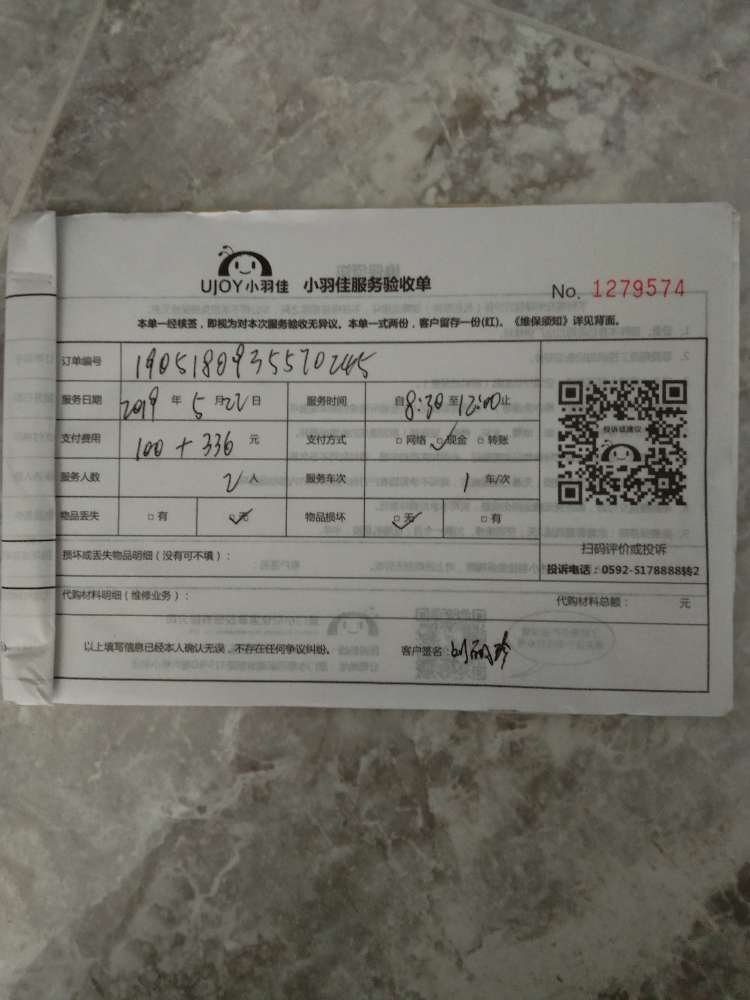 UJOY小羽佳 小羽佳服务验收单 No. 1279574
本单一经核签，即视为对本次服务验收无异议。本单一式两份，客户留存一份(红)。《维保须知》详见背面。
订单编号 1905180935570245
服务日期 2019 年 5 月 22 日 服务时间 自 8:30 至 12:00 止
支付费用 100 + 336 元 支付方式 □ 网络 □ 现金 □ 转账
服务人数 2 人 服务车次 1 车/次
物品丢失 □ 有 □ 无 物品损坏 □ 无 □ 有
投诉或建议
扫码评价或投诉
投诉电话：0592-5178888转2
损坏或丢失物品明细（没有可不填）：
代购材料明细（维修业务）： 代购材料总额： 元
以上填写信息已经本人确认无误，不存在任何争议纠纷。 客户签名：刘丽珍